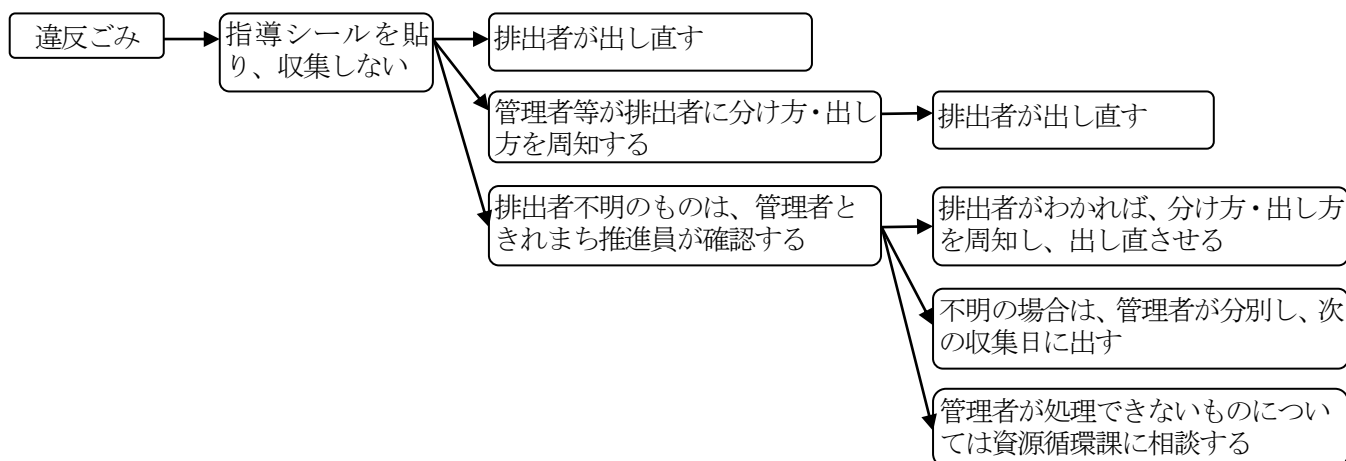 違反ごみ
指導シールを貼
り、収集しない
排出者が出し直す
管理者等が排出者に分け方・出し
方を周知する
排出者が出し直す
排出者不明のものは、管理者と
きれまち推進員が確認する
排出者がわかれば、分け方・出し方
を周知し、出し直させる
不明の場合は、管理者が分別し、次
の収集日に出す
管理者が処理できないものについ
ては資源循環課に相談する